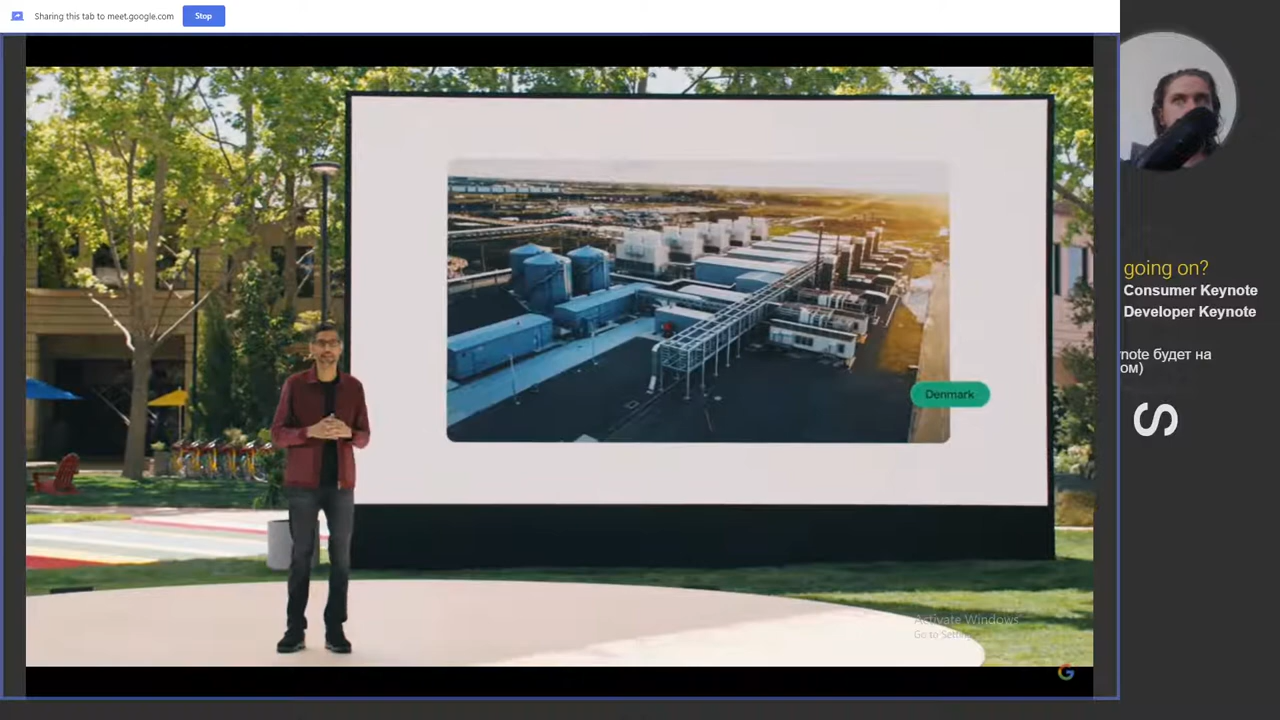 Sharing this tab to meet.google.com
Stop
going on?
Consumer Keynote
Developer Keynote
note будет на
ом)
Denmark
S
Activate Windows